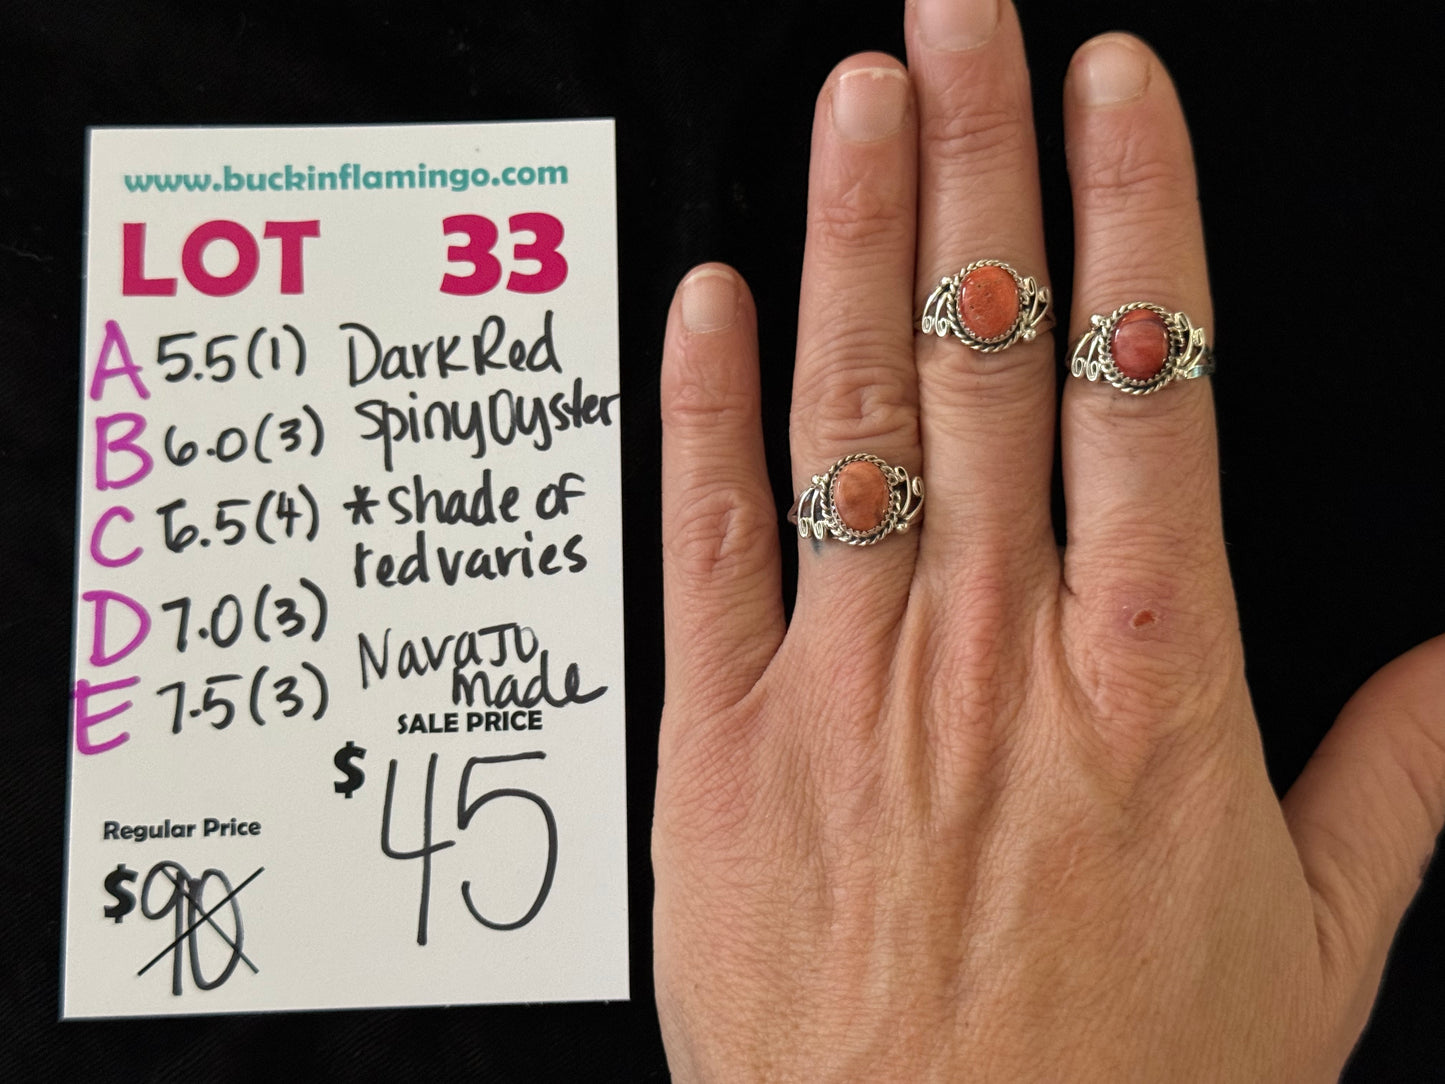 www.buckinflamingo.com
LOT 33
A 5.5(1) Dark Red
B 6.0(3) Spiny Oyster
C 6.5(4) *shade of
red varies
D 7.0(3)
Navajo
E 7.5(3) made
SALE PRICE
$45
Regular Price
$90